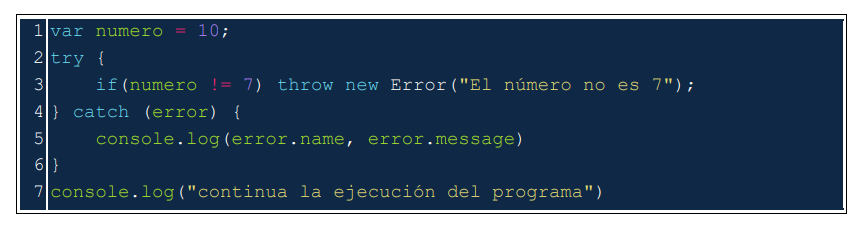 1 var numero = 10;
2 try {
3     if(numero != 7) throw new Error("El número no es 7");
4 } catch (error) {
5     console.log(error.name, error.message)
6 }
7 console.log("continua la ejecución del programa")